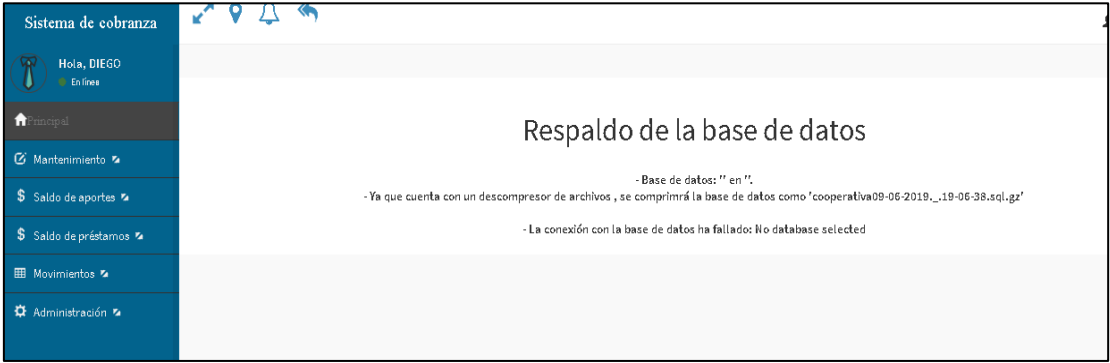 Sistema de cobranza
Hola, DIEGO
En línea
Principal
Mantenimiento
Saldo de aportes
Saldo de préstamos
Movimientos
Administración
Respaldo de la base de datos
- Base de datos: '' en ''.
- Ya que cuenta con un descompresor de archivos , se comprimrá la base de datos como 'cooperativa09-06-2019._.19-06-38.sql.gz'
- La conexión con la base de datos ha fallado: No database selected